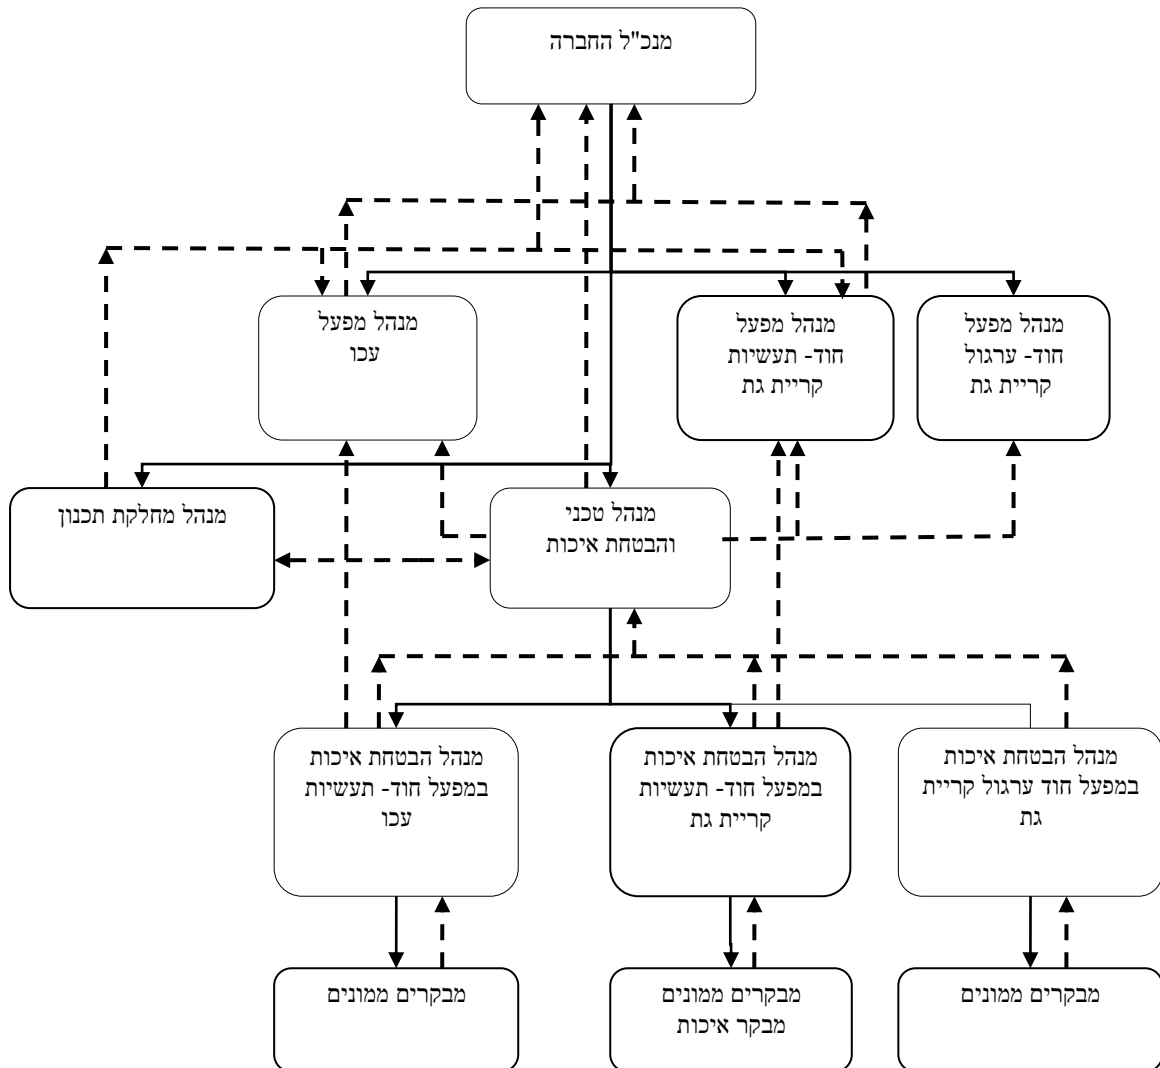 מנכ"ל החברה
מנהל מפעל
חוד- ערגול
קריית גת
מנהל מפעל
חוד- תעשיות
קריית גת
מנהל מפעל
עכו
מנהל טכני
והבטחת איכות
מנהל מחלקת תכנון
מנהל הבטחת איכות
במפעל חוד ערגול קריית
גת
מנהל הבטחת איכות
במפעל חוד- תעשיות
קריית גת
מנהל הבטחת איכות
במפעל חוד- תעשיות
עכו
מבקרים ממונים
מבקרים ממונים
מבקר איכות
מבקרים ממונים